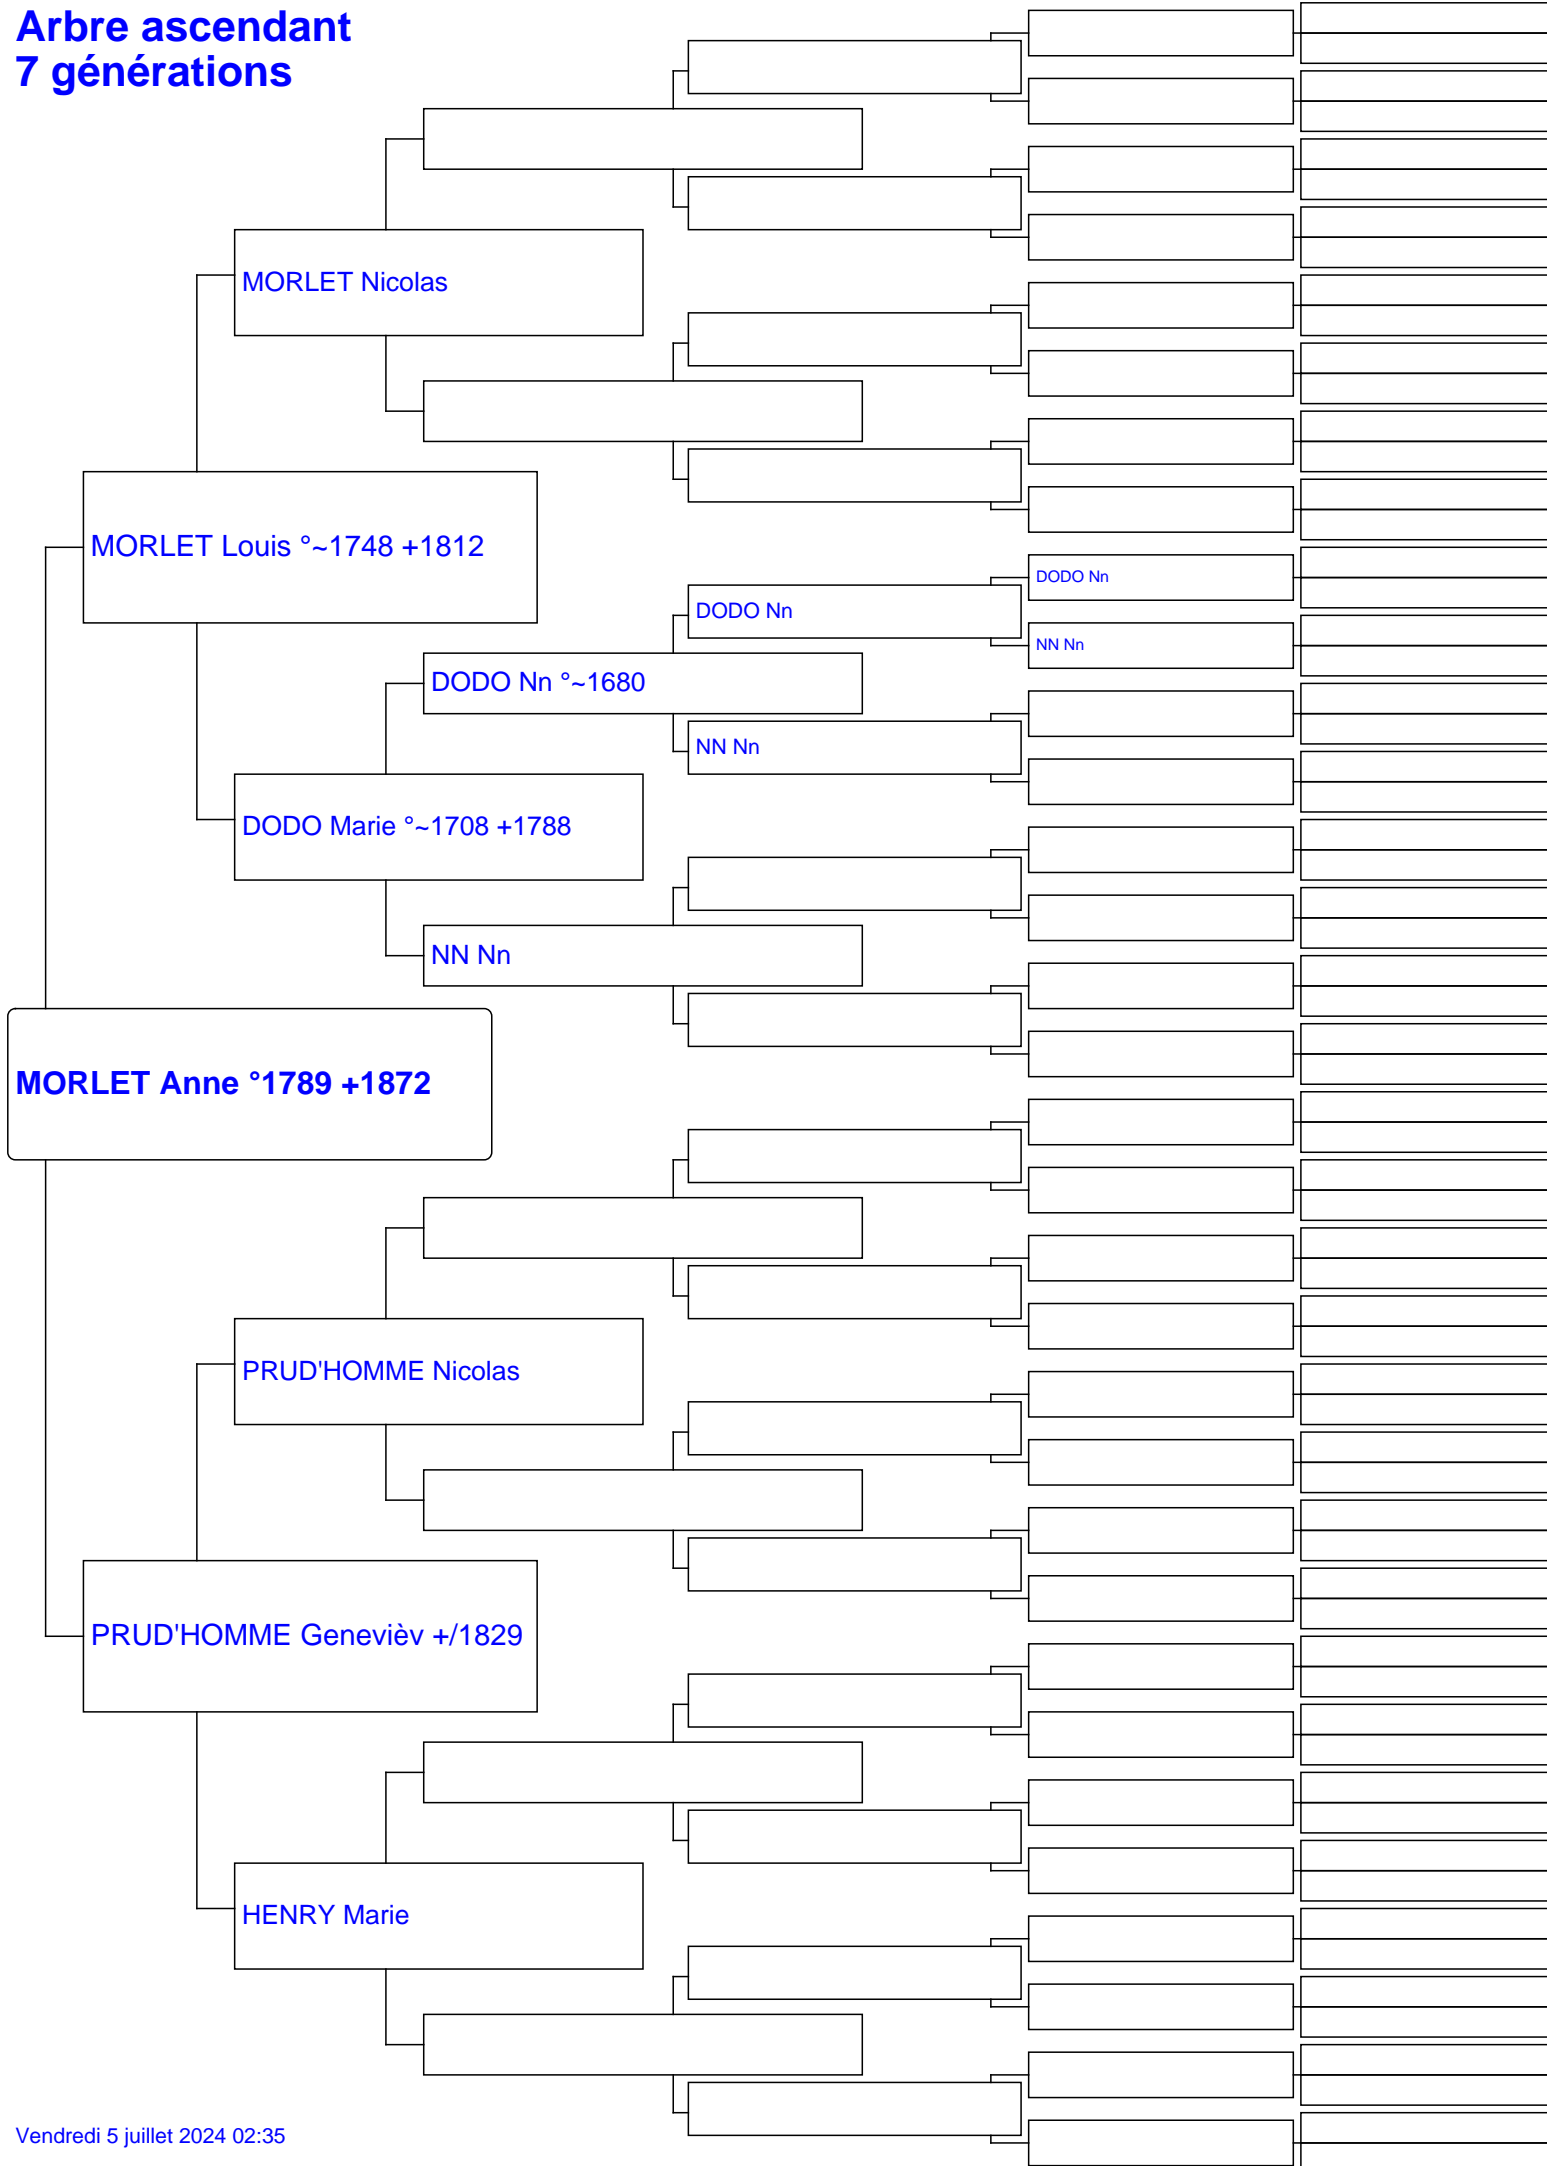 Arbre ascendant
7 générations
MORLET Nicolas
MORLET Louis °~1748 +1812
DODO Nn
DODO Nn
NN Nn
DODO Nn °~1680
NN Nn
DODO Marie °~1708 +1788
NN Nn
MORLET Anne °1789 +1872
PRUD'HOMME Nicolas
PRUD'HOMME Genevièv +/1829
HENRY Marie
Vendredi 5 juillet 2024 02:35